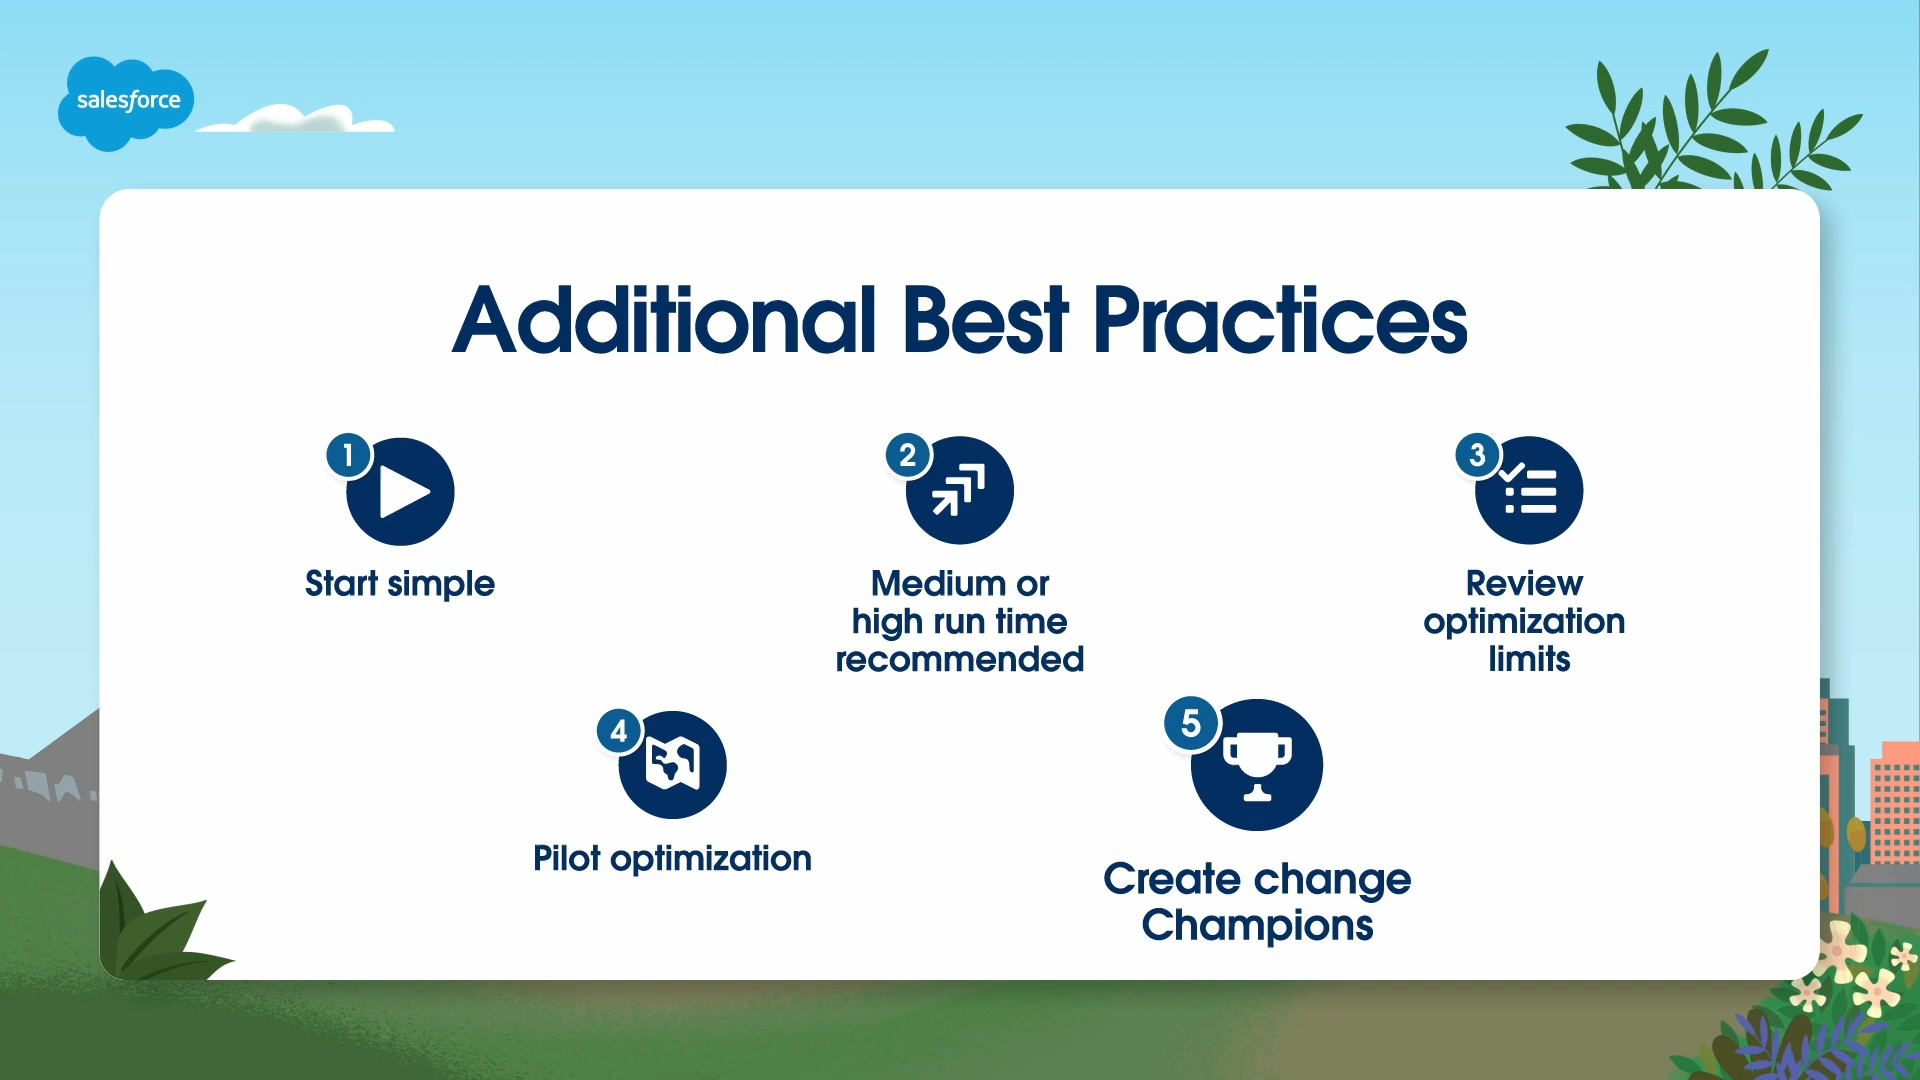 salesforce
Additional Best Practices
1
Start simple
2
Medium or
high run time
recommended
3
Review
optimization
limits
4
Pilot optimization
5
Create change
Champions